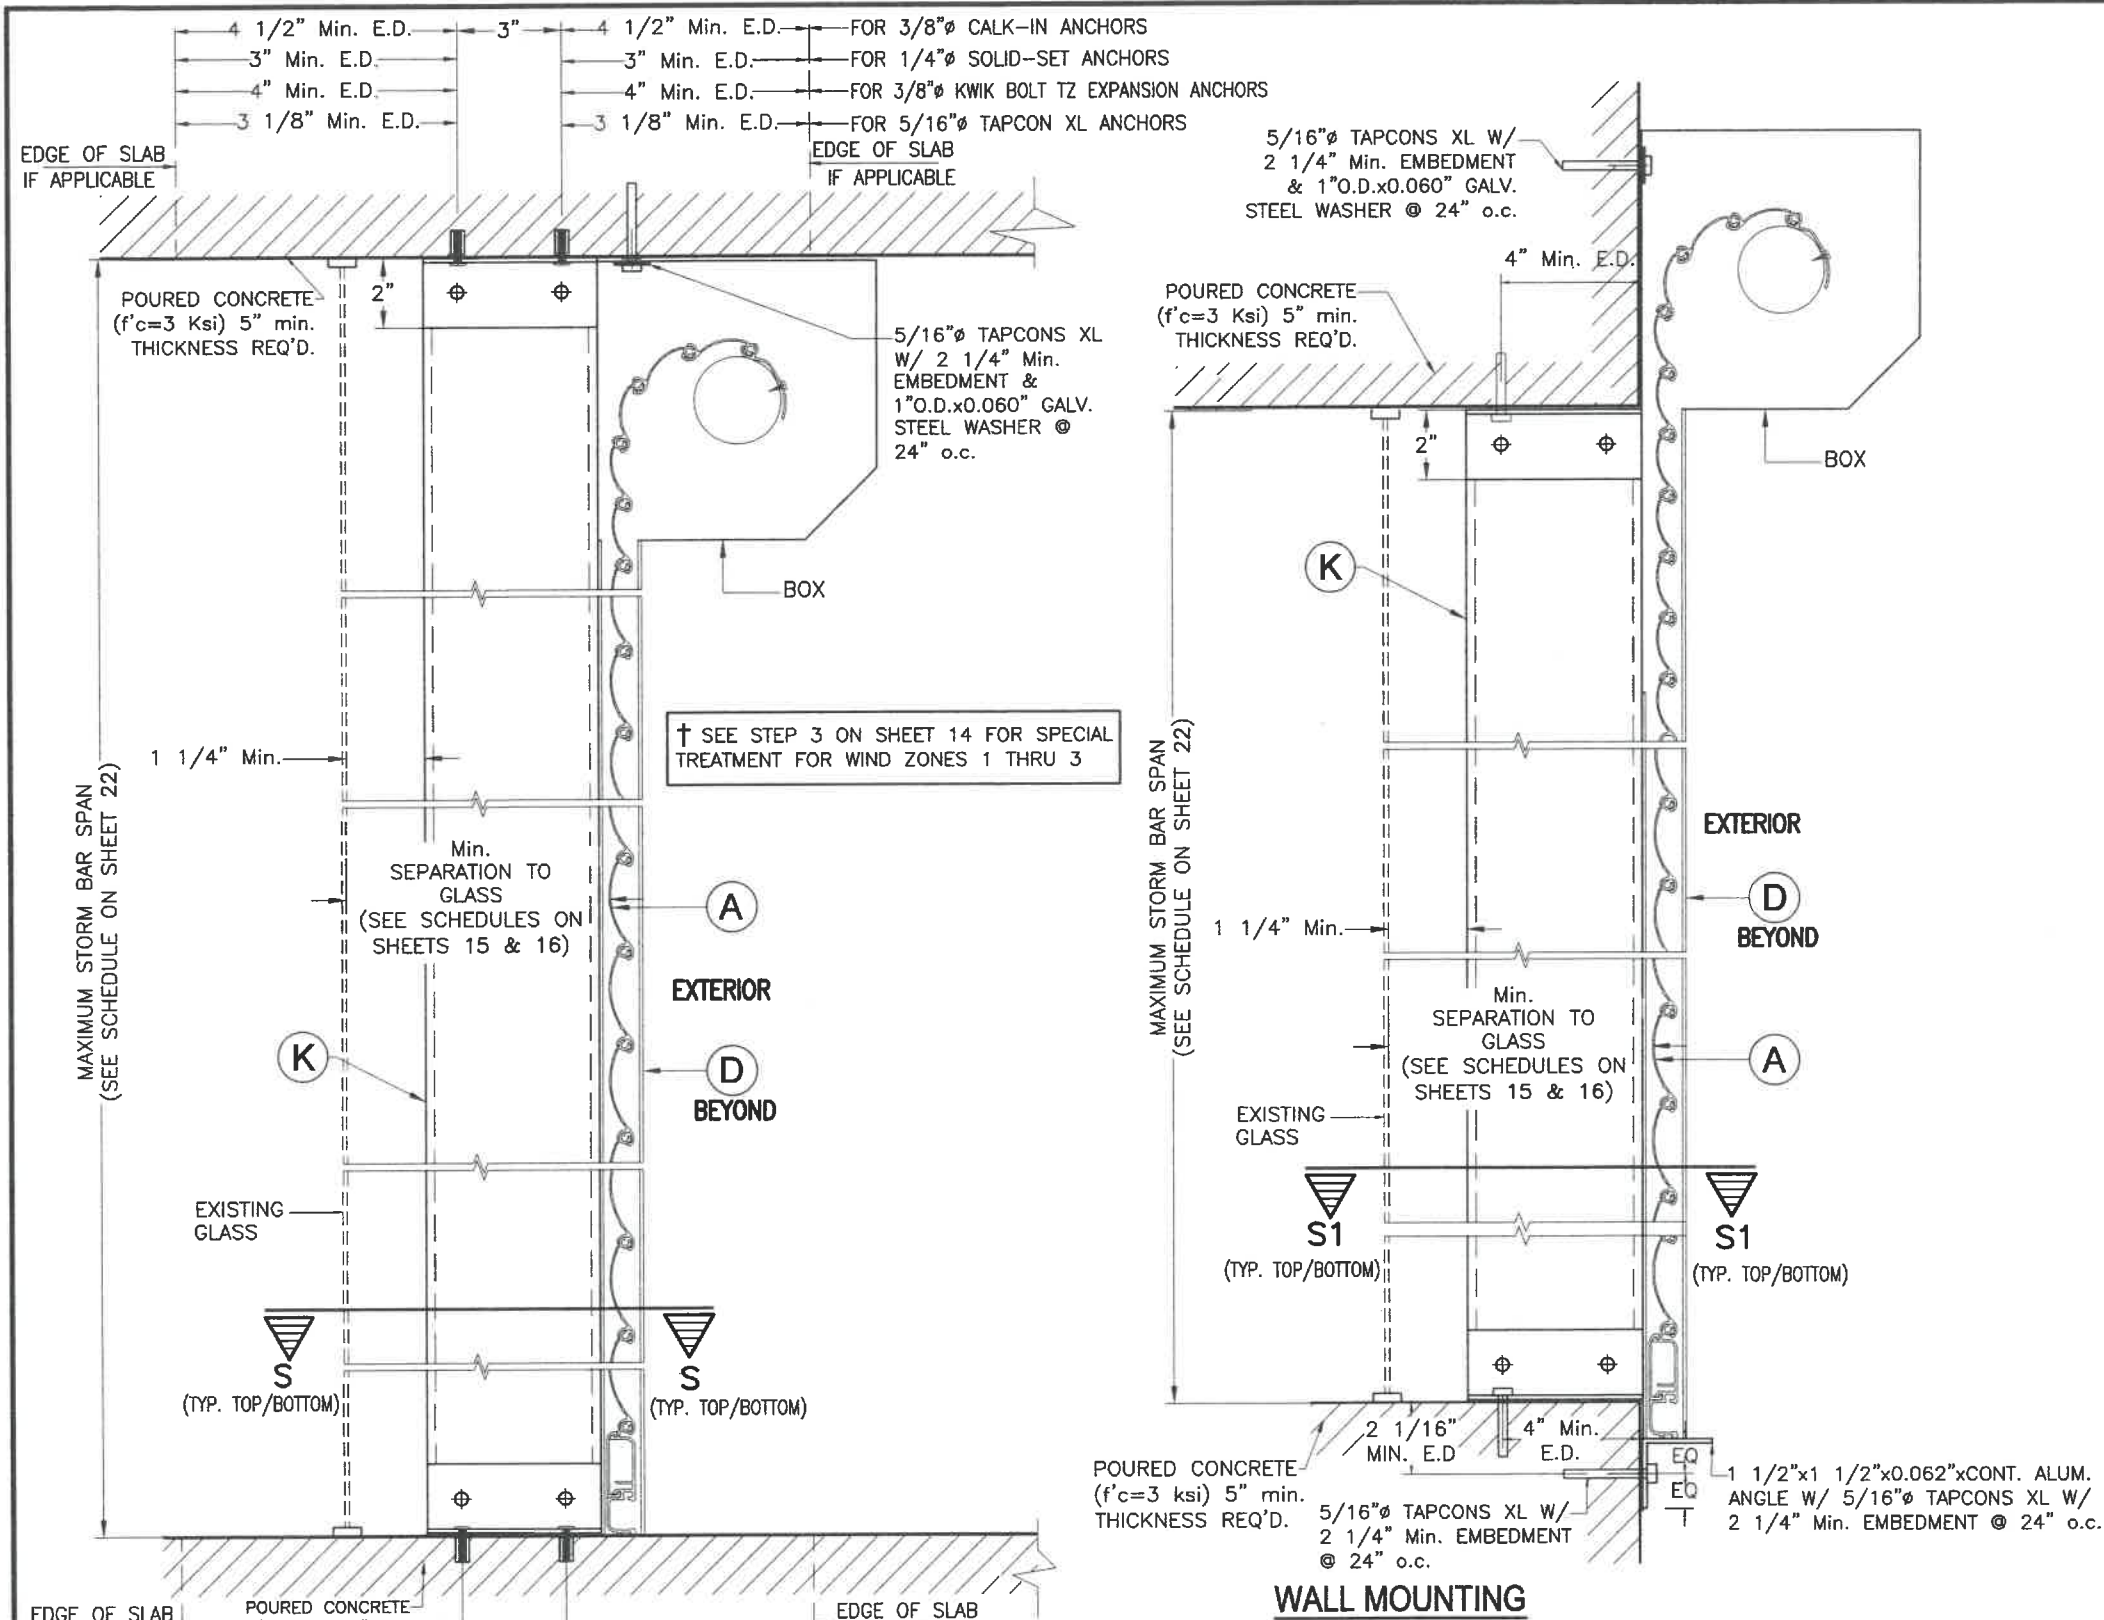 4 1/2" Min. E.D. 3" 4 1/2" Min. E.D. FOR 3/8"ø CALK-IN ANCHORS
3" Min. E.D. 3" Min. E.D. FOR 1/4"ø SOLID-SET ANCHORS
4" Min. E.D. 4" Min. E.D. FOR 3/8"ø KWIK BOLT TZ EXPANSION ANCHORS
3 1/8" Min. E.D. 3 1/8" Min. E.D. FOR 5/16"ø TAPCON XL ANCHORS
EDGE OF SLAB
IF APPLICABLE
EDGE OF SLAB
IF APPLICABLE
POURED CONCRETE
(f'c=3 Ksi) 5" min.
THICKNESS REQ'D.
2"
5/16"ø TAPCONS XL
W/ 2 1/4" Min.
EMBEDMENT &
1"O.D.x0.060" GALV.
STEEL WASHER @
24" o.c.
BOX
† SEE STEP 3 ON SHEET 14 FOR SPECIAL
TREATMENT FOR WIND ZONES 1 THRU 3
1 1/4" Min.
MAXIMUM STORM BAR SPAN
(SEE SCHEDULE ON SHEET 22)
Min.
SEPARATION TO
GLASS
(SEE SCHEDULES ON
SHEETS 15 & 16)
A
EXTERIOR
K
D
BEYOND
EXISTING
GLASS
S
(TYP. TOP/BOTTOM)
S
(TYP. TOP/BOTTOM)
EDGE OF SLAB
POURED CONCRETE
EDGE OF SLAB
5/16"ø TAPCONS XL W/
2 1/4" Min. EMBEDMENT
& 1"O.D.x0.060" GALV.
STEEL WASHER @ 24" o.c.
4" Min. E.D.
POURED CONCRETE
(f'c=3 Ksi) 5" min.
THICKNESS REQ'D.
2"
BOX
K
MAXIMUM STORM BAR SPAN
(SEE SCHEDULE ON SHEET 22)
EXTERIOR
D
BEYOND
1 1/4" Min.
Min.
SEPARATION TO
GLASS
(SEE SCHEDULES ON
SHEETS 15 & 16)
A
EXISTING
GLASS
S1
(TYP. TOP/BOTTOM)
S1
(TYP. TOP/BOTTOM)
2 1/16"
MIN. E.D
4" Min.
E.D.
EQ
EQ
POURED CONCRETE
(f'c=3 ksi) 5" min.
THICKNESS REQ'D.
5/16"ø TAPCONS XL W/
2 1/4" Min. EMBEDMENT
@ 24" o.c.
1 1/2"x1 1/2"x0.062"xCONT. ALUM.
ANGLE W/ 5/16"ø TAPCONS XL W/
2 1/4" Min. EMBEDMENT @ 24" o.c.
WALL MOUNTING